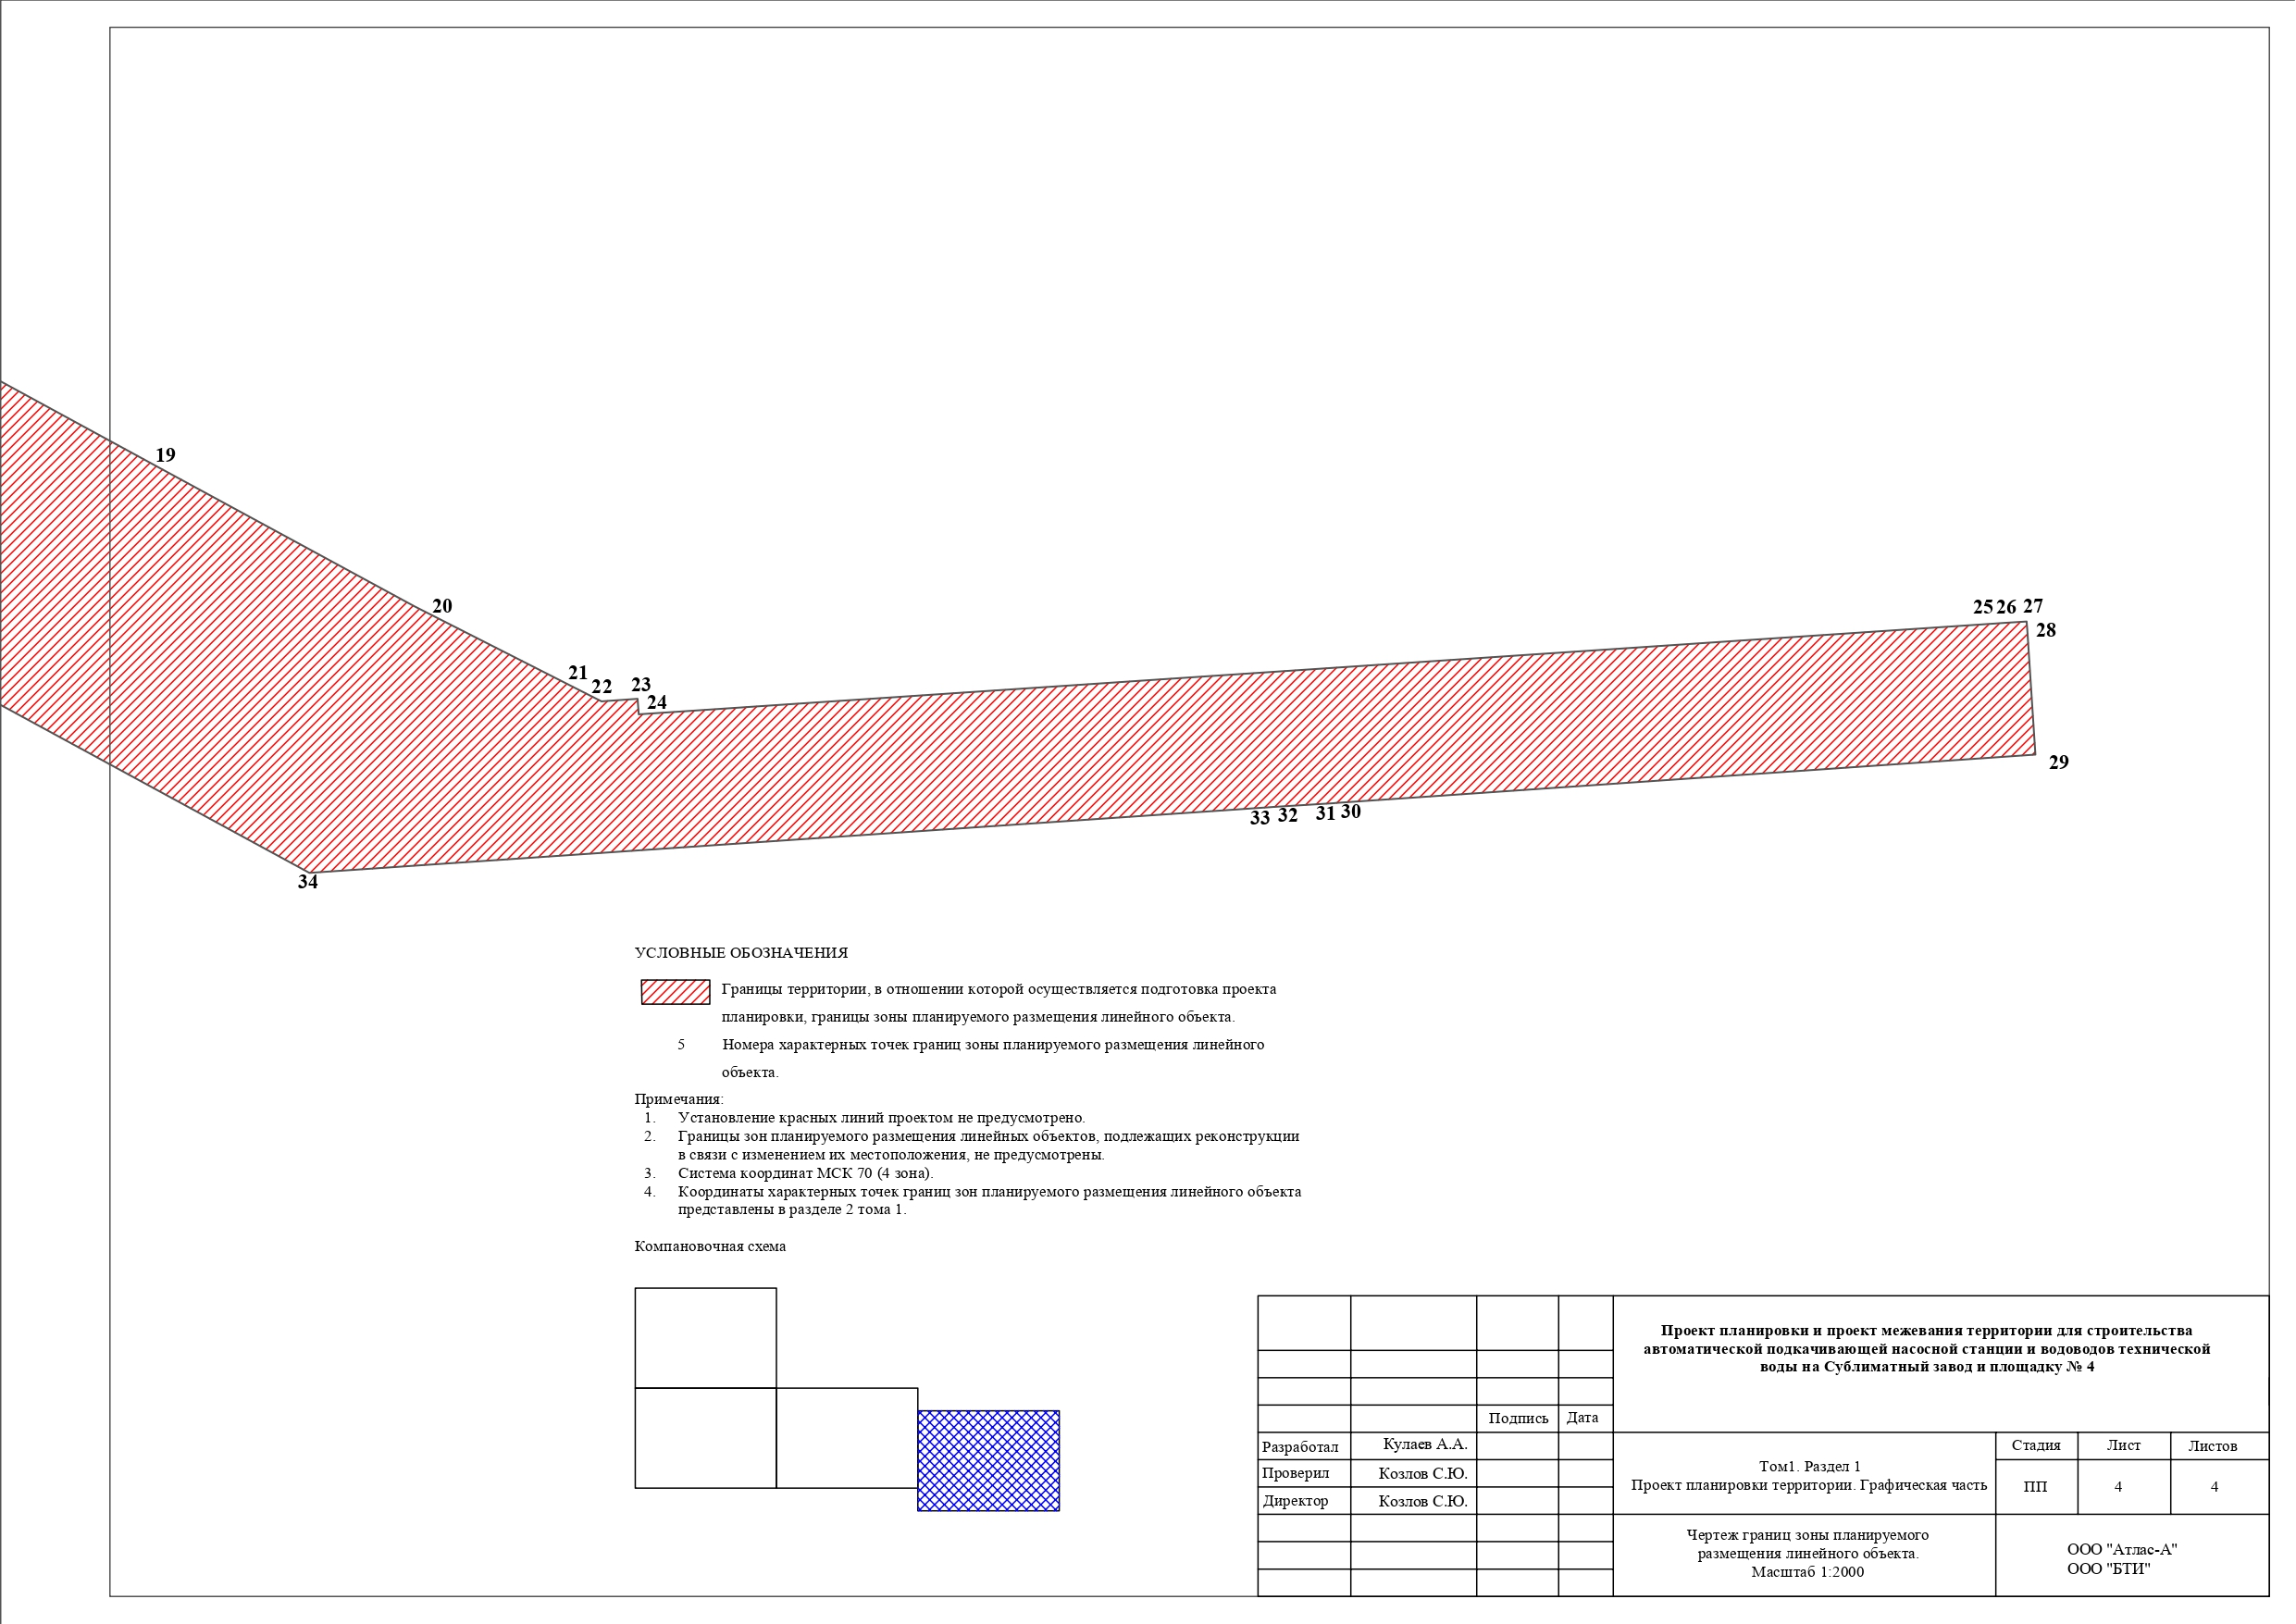 19
20
21
22
23
24
25 26 27
28
29
33 32 31 30
34
УСЛОВНЫЕ ОБОЗНАЧЕНИЯ
Границы территории, в отношении которой осуществляется подготовка проекта
планировки, границы зоны планируемого размещения линейного объекта.
5 Номера характерных точек границ зоны планируемого размещения линейного
объекта.
Примечания:
1. Установление красных линий проектом не предусмотрено.
2. Границы зон планируемого размещения линейных объектов, подлежащих реконструкции
в связи с изменением их местоположения, не предусмотрены.
3. Система координат МСК 70 (4 зона).
4. Координаты характерных точек границ зон планируемого размещения линейного объекта
представлены в разделе 2 тома 1.
Компановочная схема
Проект планировки и проект межевания территории для строительства
автоматической подкачивающей насосной станции и водоводов технической
воды на Сублиматный завод и площадку № 4
Подпись Дата
Разработал Кулаев А.А.
Проверил Козлов С.Ю.
Директор Козлов С.Ю.
Том1. Раздел 1
Проект планировки территории. Графическая часть
Стадия Лист Листов
ПП 4 4
Чертеж границ зоны планируемого
размещения линейного объекта.
Масштаб 1:2000
ООО "Атлас-А"
ООО "БТИ"